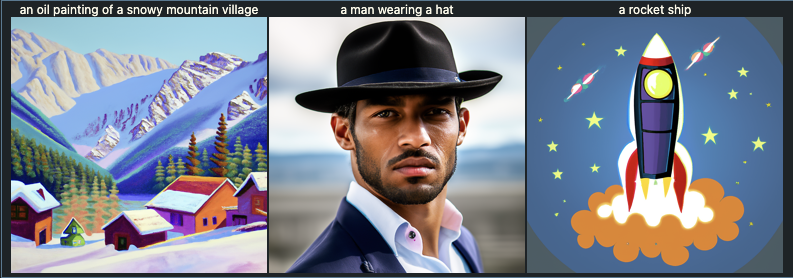 an oil painting of a snowy mountain village
a man wearing a hat
a rocket ship